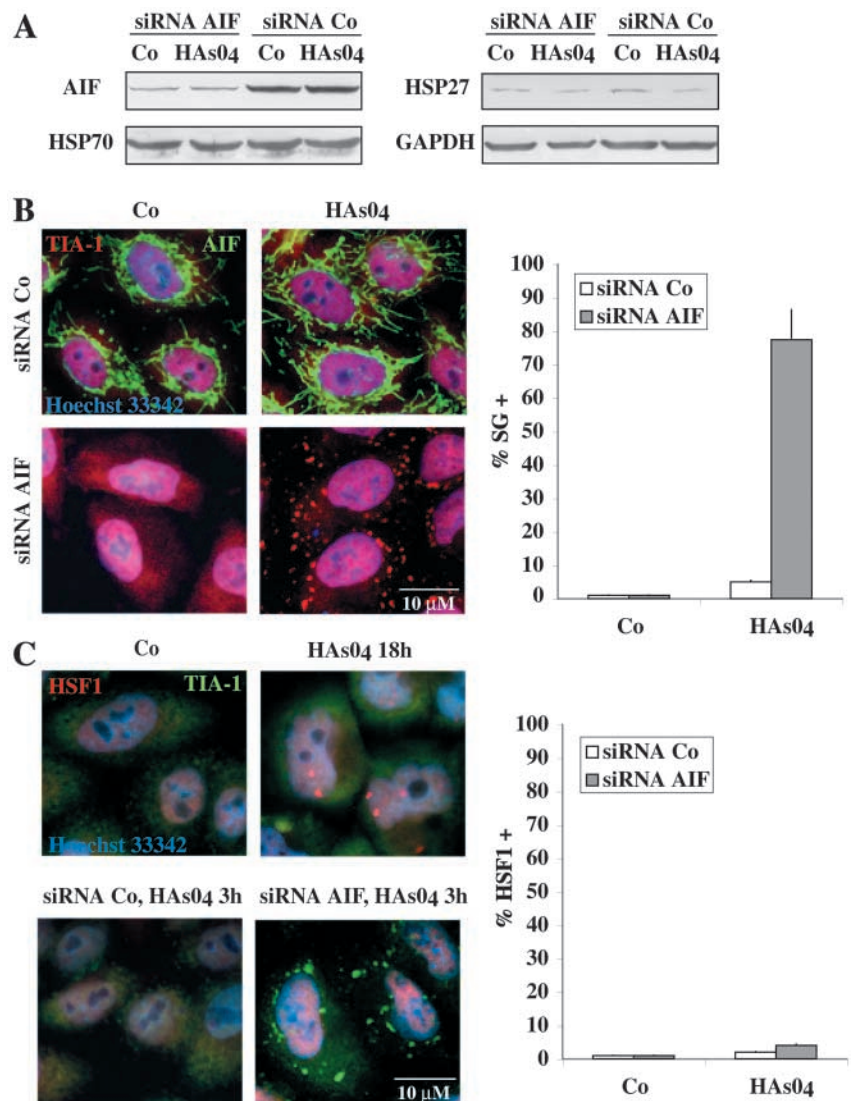 A
siRNA AIF siRNA Co
Co HAs04 Co HAs04
AIF
HSP70
Co HAs04 Co HAs04
siRNA AIF siRNA Co
HSP27
GAPDH
B
Co HAs04
siRNA Co
TIA-1 AIF
Hoechst 33342
siRNA AIF
10 µM
% SG +
100
90
80
70
60
50
40
30
20
10
0
siRNA Co
siRNA AIF
Co HAs04
C
Co HAs04 18h
HSF1 TIA-1
Hoechst 33342
siRNA Co, HAs04 3h siRNA AIF, HAs04 3h
10 µM
% HSF1 +
100
90
80
70
60
50
40
30
20
10
0
siRNA Co
siRNA AIF
Co HAs04